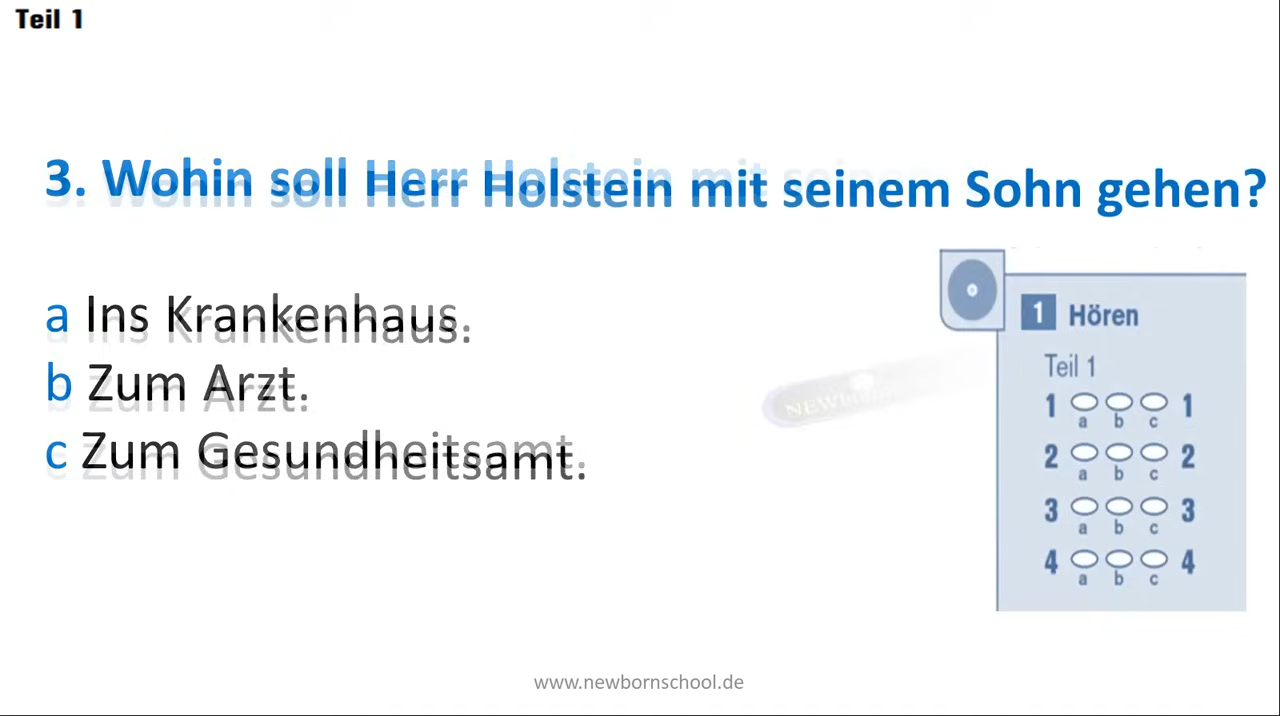 Teil 1
3. Wohin soll Herr Holstein mit seinem Sohn gehen?
a Ins Krankenhaus.
b Zum Arzt.
c Zum Gesundheitsamt.
1 Hören
Teil 1
1 1
a b c
2 2
a b c
3 3
a b c
4 4
a b c
www.newbornschool.de